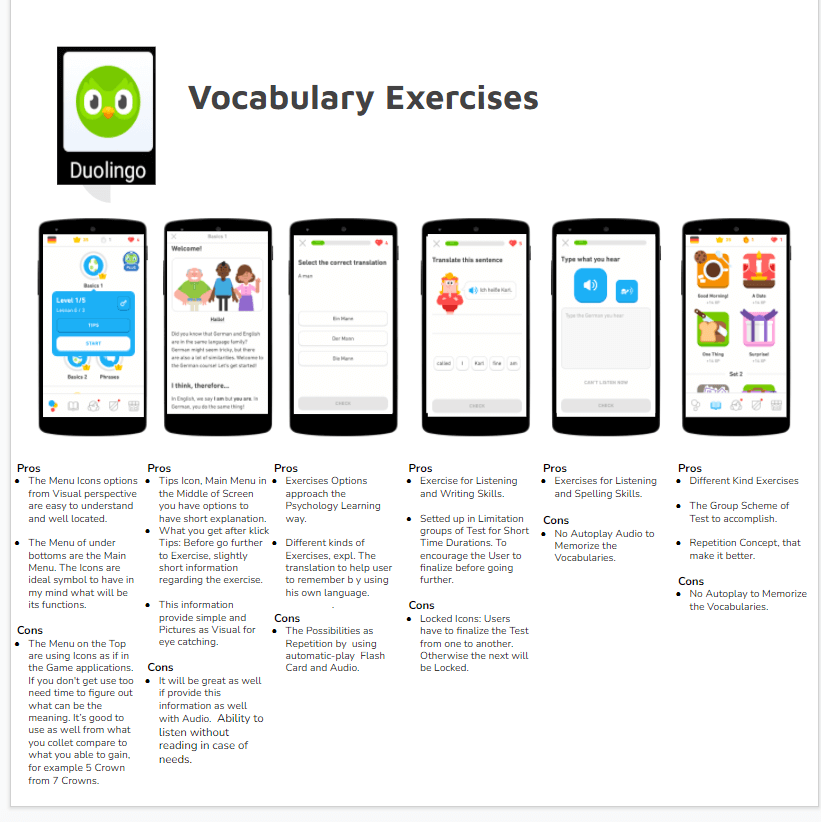 Duolingo
Vocabulary Exercises
Basics 1
Level 1/5
TIPS
START
Basics 2
Phrases
Basics 1
Welcome!
Hello!
Did you know that German and English
are in the same language family?
German might seem tricky, but there
are also a lot of similarities. Welcome to
the German course! Let's get started!
I think, therefore...
In English, we say I am but you are. In
German, you do the same thing!
4
Select the correct translation
A man
Ein Mann
Der Mann
Die Mann
CHECK
Translate this sentence
Ich heiße Karl.
called
I
Karl
fine
am
CHECK
Type what you hear
Type the German you hear
CAN'T LISTEN NOW
CHECK
Good Morning!
A Date
One Thing
Surprise!
Set 2
Pros
The Menu Icons options
from Visual perspective
are easy to understand
and well located.
The Menu of under
bottoms are the Main
Menu. The Icons are
ideal symbol to have in
my mind what will be
its functions.
Cons
The Menu on the Top
are using Icons as if in
the Game applications.
If you don't get use too
need time to figure out
what can be the
meaning. It's good to
use as well from what
you collet compare to
what you able to gain,
for example 5 Crown
from 7 Crowns.
Pros
Tips Icon, Main Menu in
the Middle of Screen
you have options to
have short explanation.
What you get after klick
Tips: Before go further
to Exercise, slightly
short information
regarding the exercise.
This information
provide simple and
Pictures as Visual for
eye catching.
Cons
It will be great as well
if provide this
information as well
with Audio. Ability to
listen without
reading in case of
needs.
Pros
Exercises Options
approach the
Psychology Learning
way.
Different kinds of
Exercises, expl. The
translation to help user
to remember b y using
his own language.
.
Cons
The Possibilities as
Repetition by using
automatic-play Flash
Card and Audio.
Pros
Exercise for Listening
and Writing Skills.
Setted up in Limitation
groups of Test for Short
Time Durations. To
encourage the User to
finalize before going
further.
Cons
Locked Icons: Users
have to finalize the Test
from one to another.
Otherwise the next will
be Locked.
Pros
Exercises for Listening
and Spelling Skills.
Cons
No Autoplay Audio to
Memorize the
Vocabularies.
Pros
Different Kind Exercises
The Group Scheme of
Test to accomplish.
Repetition Concept, that
make it better.
Cons
No Autoplay to Memorize
the Vocabularies.